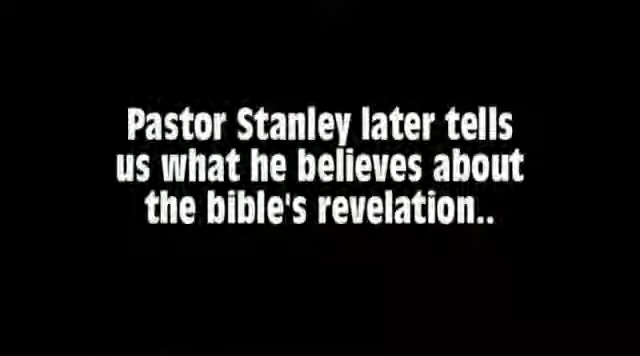 Pastor Stanley later tells
us what he believes about
the bible's revelation..